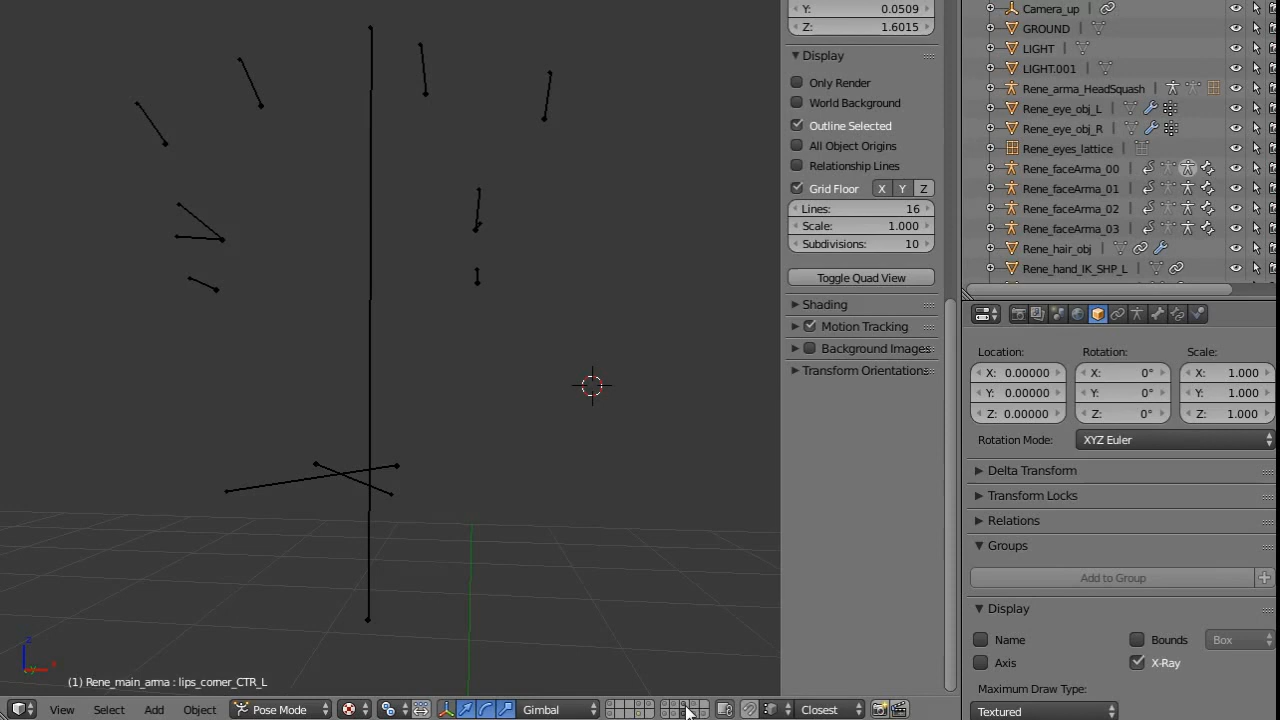 Y: 0.0509
Z: 1.6015
Display
Only Render
World Background
Outline Selected
All Object Origins
Relationship Lines
Grid Floor X Y Z
Lines: 16
Scale: 1.000
Subdivisions: 10
Toggle Quad View
Shading
Motion Tracking
Background Images
Transform Orientations
Camera_up
GROUND
LIGHT
LIGHT.001
Rene_arma_HeadSquash
Rene_eye_obj_L
Rene_eye_obj_R
Rene_eyes_lattice
Rene_faceArma_00
Rene_faceArma_01
Rene_faceArma_02
Rene_faceArma_03
Rene_hair_obj
Rene_hand_IK_SHP_L
Location: Rotation: Scale:
X: 0.00000 X: 0° X: 1.000
Y: 0.00000 Y: 0° Y: 1.000
Z: 0.00000 Z: 0° Z: 1.000
Rotation Mode: XYZ Euler
Delta Transform
Transform Locks
Relations
Groups
Add to Group
Display
Name Bounds Box
Axis X-Ray
Maximum Draw Type:
Textured
(1) Rene_main_arma : lips_corner_CTR_L
View Select Add Object Pose Mode Gimbal Closest